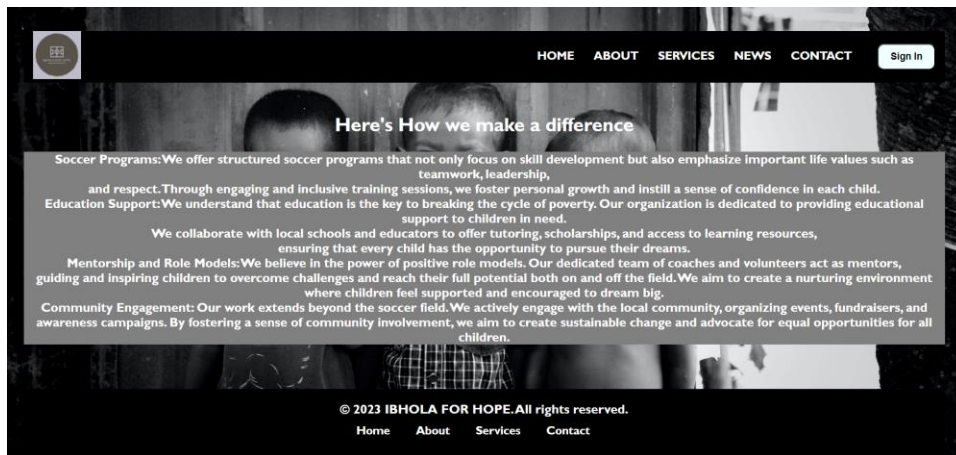 HOME ABOUT SERVICES NEWS CONTACT Sign In
Here's How we make a difference
Soccer Programs:We offer structured soccer programs that not only focus on skill development but also emphasize important life values such as
teamwork, leadership,
and respect.Through engaging and inclusive training sessions, we foster personal growth and instill a sense of confidence in each child.
Education Support:We understand that education is the key to breaking the cycle of poverty. Our organization is dedicated to providing educational
support to children in need.
We collaborate with local schools and educators to offer tutoring, scholarships, and access to learning resources,
ensuring that every child has the opportunity to pursue their dreams.
Mentorship and Role Models:We believe in the power of positive role models. Our dedicated team of coaches and volunteers act as mentors,
guiding and inspiring children to overcome challenges and reach their full potential both on and off the field.We aim to create a nurturing environment
where children feel supported and encouraged to dream big.
Community Engagement: Our work extends beyond the soccer field.We actively engage with the local community, organizing events, fundraisers, and
awareness campaigns. By fostering a sense of community involvement, we aim to create sustainable change and advocate for equal opportunities for all
children.
© 2023 IBHOLA FOR HOPE.All rights reserved.
Home About Services Contact